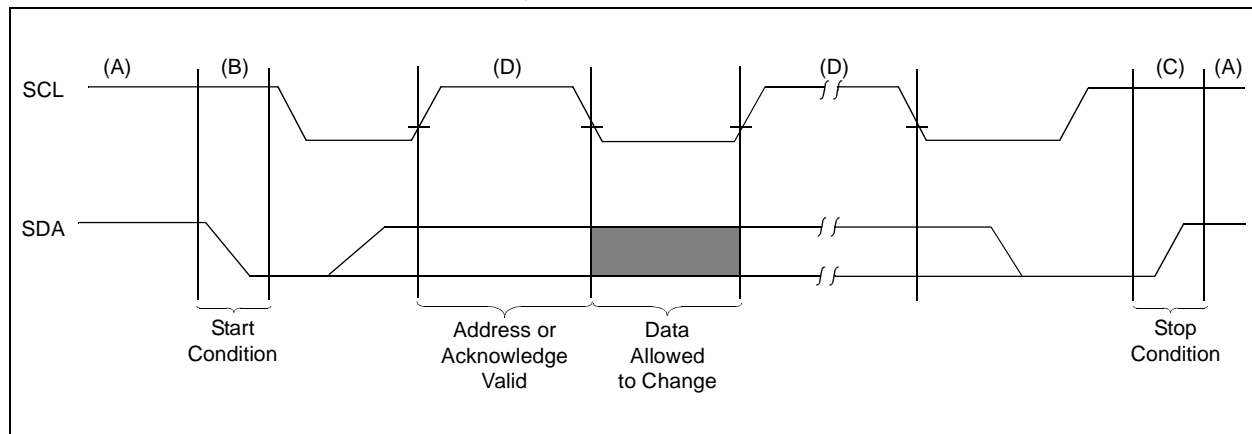 (A) (B) (D) (D) (C) (A)
SCL
SDA
Start
Condition
Address or
Acknowledge
Valid
Data
Allowed
to Change
Stop
Condition